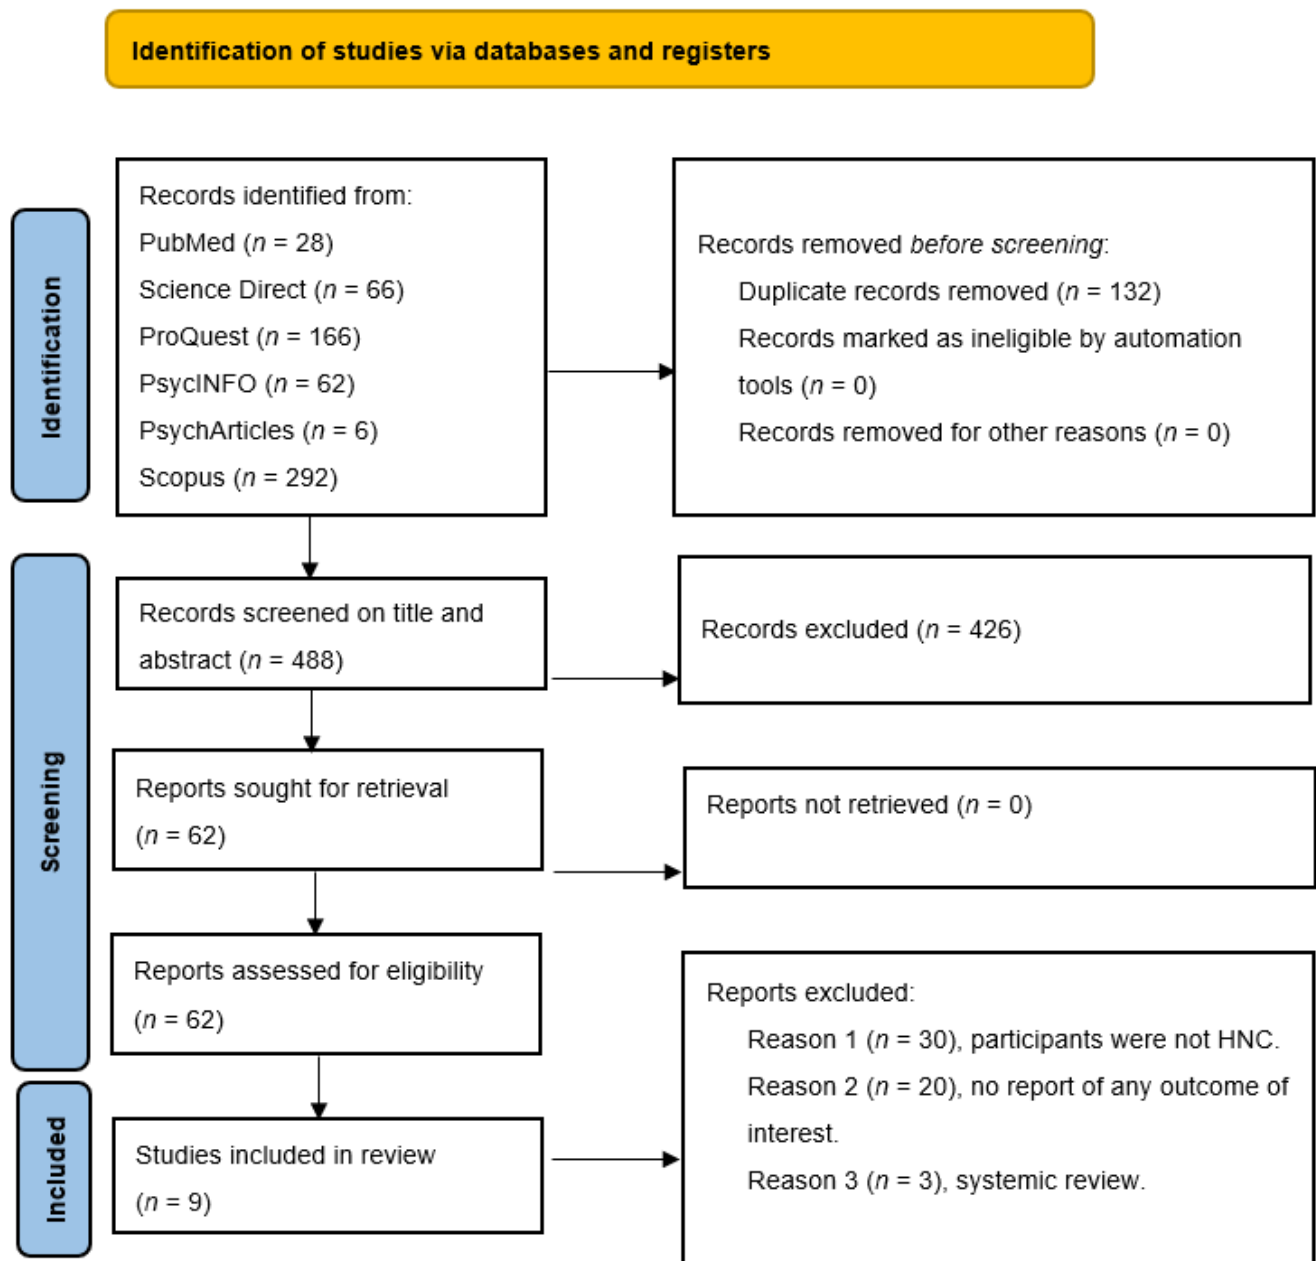 Identification of studies via databases and registers
Identification
Records identified from:
PubMed (n = 28)
Science Direct (n = 66)
ProQuest (n = 166)
PsycINFO (n = 62)
PsychArticles (n = 6)
Scopus (n = 292)
Records removed before screening:
Duplicate records removed (n = 132)
Records marked as ineligible by automation
tools (n = 0)
Records removed for other reasons (n = 0)
Screening
Records screened on title and
abstract (n = 488)
Records excluded (n = 426)
Reports sought for retrieval
(n = 62)
Reports not retrieved (n = 0)
Reports assessed for eligibility
(n = 62)
Reports excluded:
Reason 1 (n = 30), participants were not HNC.
Reason 2 (n = 20), no report of any outcome of
interest.
Reason 3 (n = 3), systemic review.
Included
Studies included in review
(n = 9)